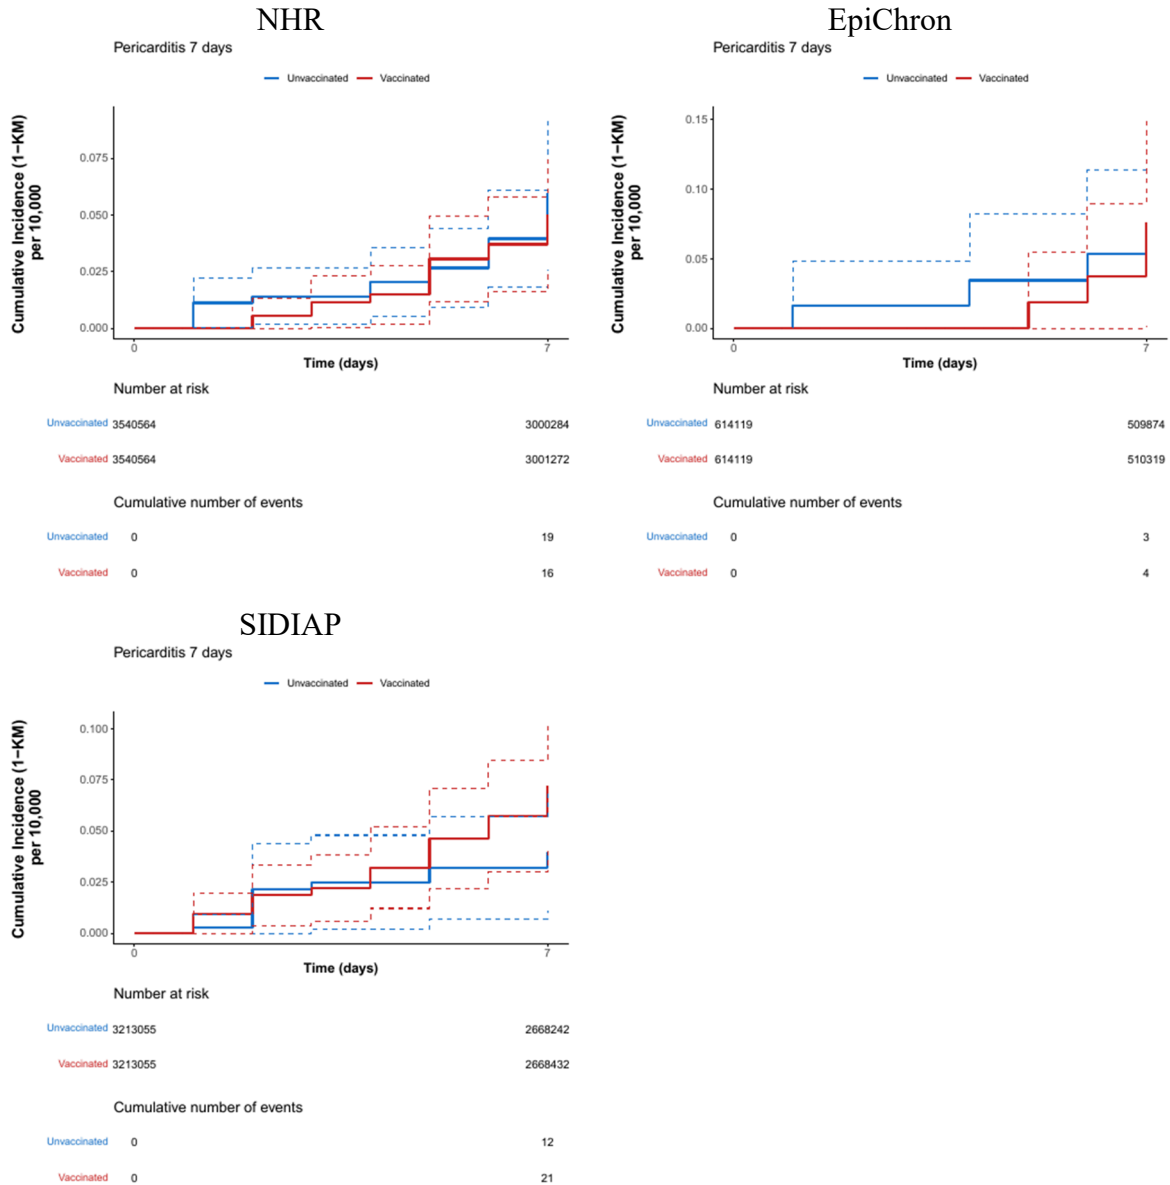 NHR
Pericarditis 7 days
Unvaccinated Vaccinated
Cumulative Incidence (1−KM)
per 10,000
0.075
0.050
0.025
0.000
0 7
Time (days)
Number at risk
Unvaccinated 3540564 3000284
Vaccinated 3540564 3001272
Cumulative number of events
Unvaccinated 0 19
Vaccinated 0 16
EpiChron
Pericarditis 7 days
Unvaccinated Vaccinated
Cumulative Incidence (1−KM)
per 10,000
0.15
0.10
0.05
0.00
0 7
Time (days)
Number at risk
Unvaccinated 614119 509874
Vaccinated 614119 510319
Cumulative number of events
Unvaccinated 0 3
Vaccinated 0 4
SIDIAP
Pericarditis 7 days
Unvaccinated Vaccinated
Cumulative Incidence (1−KM)
per 10,000
0.100
0.075
0.050
0.025
0.000
0 7
Time (days)
Number at risk
Unvaccinated 3213055 2668242
Vaccinated 3213055 2668432
Cumulative number of events
Unvaccinated 0 12
Vaccinated 0 21